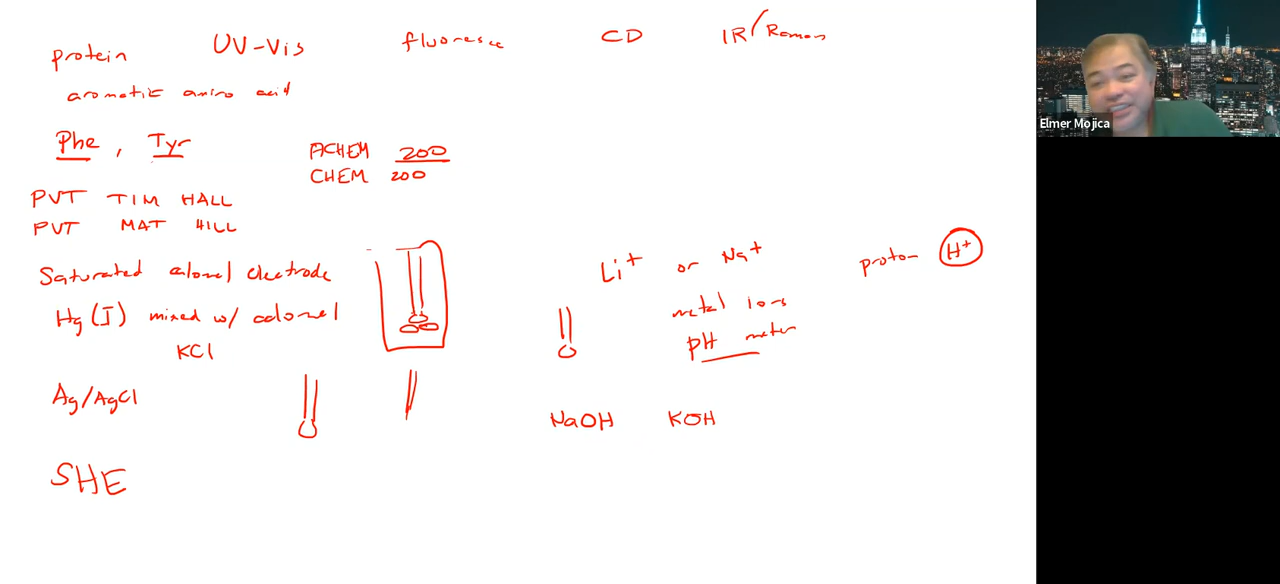 protein UV-Vis fluoresce CD IR/Raman
aromatic amino acid
Phe, Tyr
ACHEM 200
CHEM 200
PVT TIM HALL
PVT MAT HILL
Saturated calomel electrode
Hg(I) mixed w/ calomel
KCl
Ag/AgCl
SHE
Li+ or Na+
metal ions
pH meter
proton H+
NaOH KOH
Elmer Mojica